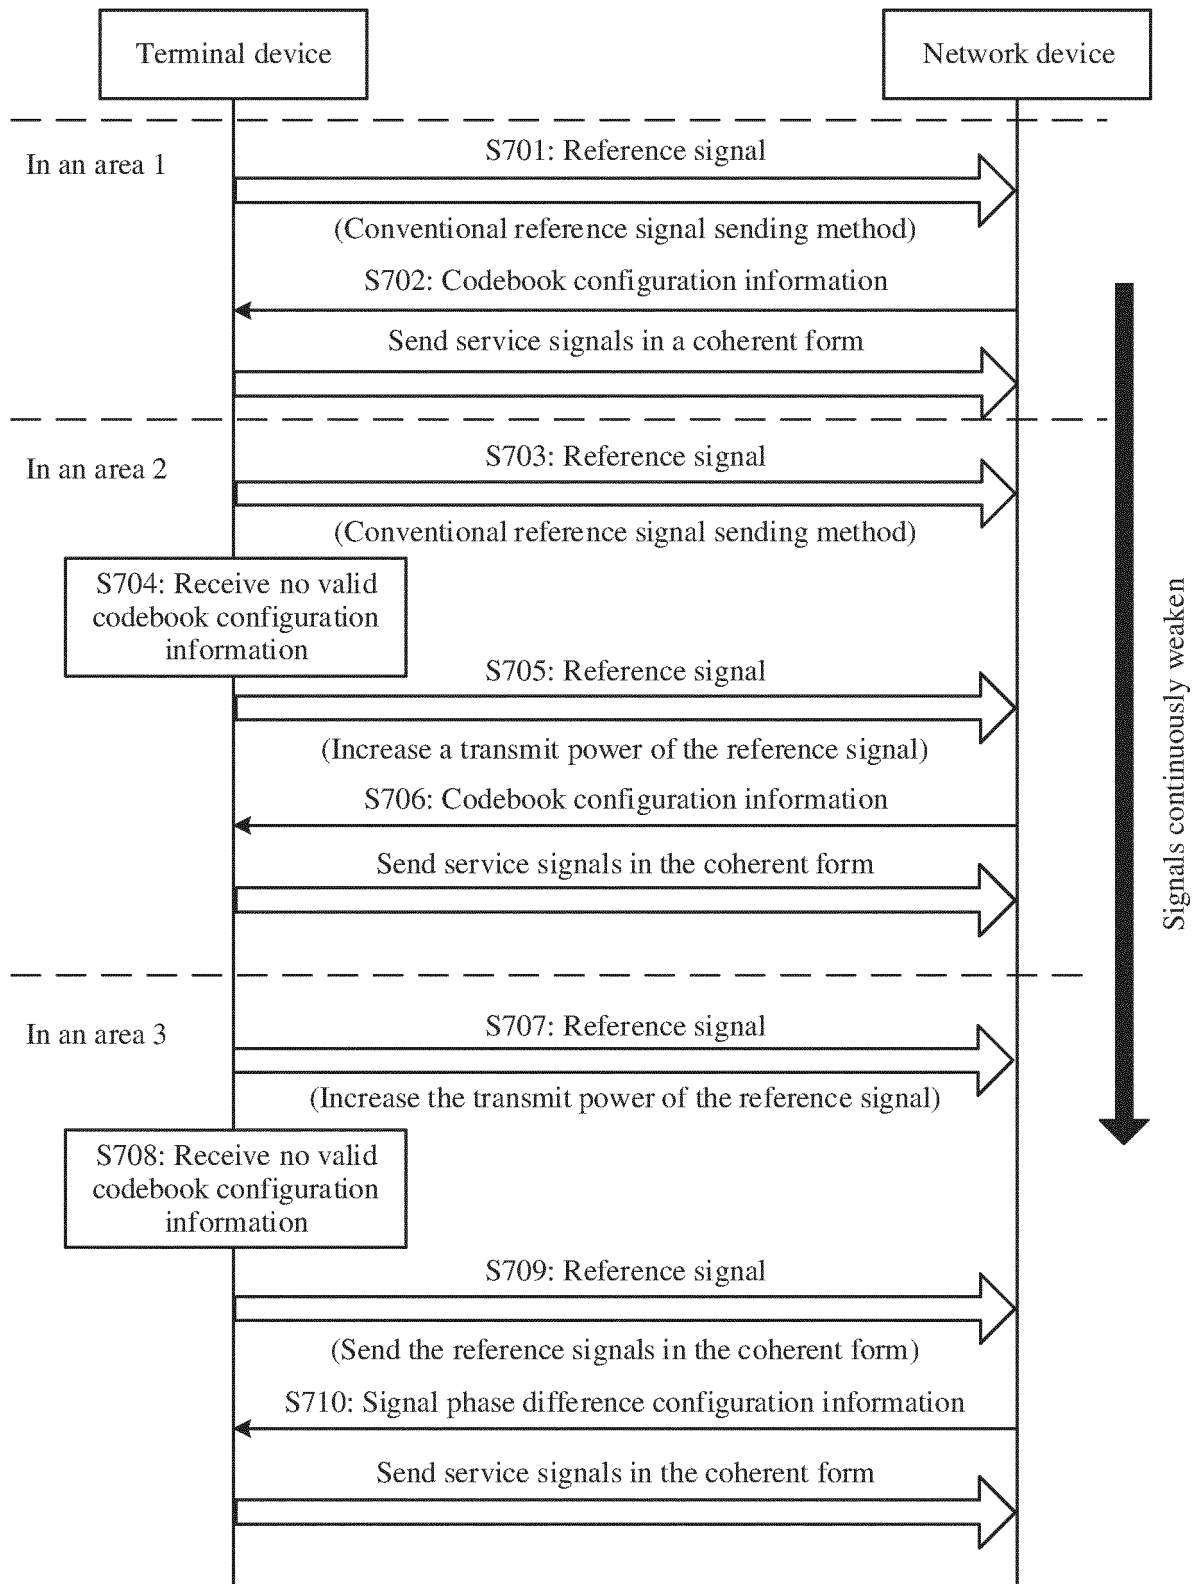 Terminal device
Network device
In an area 1
S701: Reference signal
(Conventional reference signal sending method)
S702: Codebook configuration information
Send service signals in a coherent form
In an area 2
S703: Reference signal
(Conventional reference signal sending method)
S704: Receive no valid
codebook configuration
information
S705: Reference signal
(Increase a transmit power of the reference signal)
S706: Codebook configuration information
Send service signals in the coherent form
Signals continuously weaken
In an area 3
S707: Reference signal
(Increase the transmit power of the reference signal)
S708: Receive no valid
codebook configuration
information
S709: Reference signal
(Send the reference signals in the coherent form)
S710: Signal phase difference configuration information
Send service signals in the coherent form